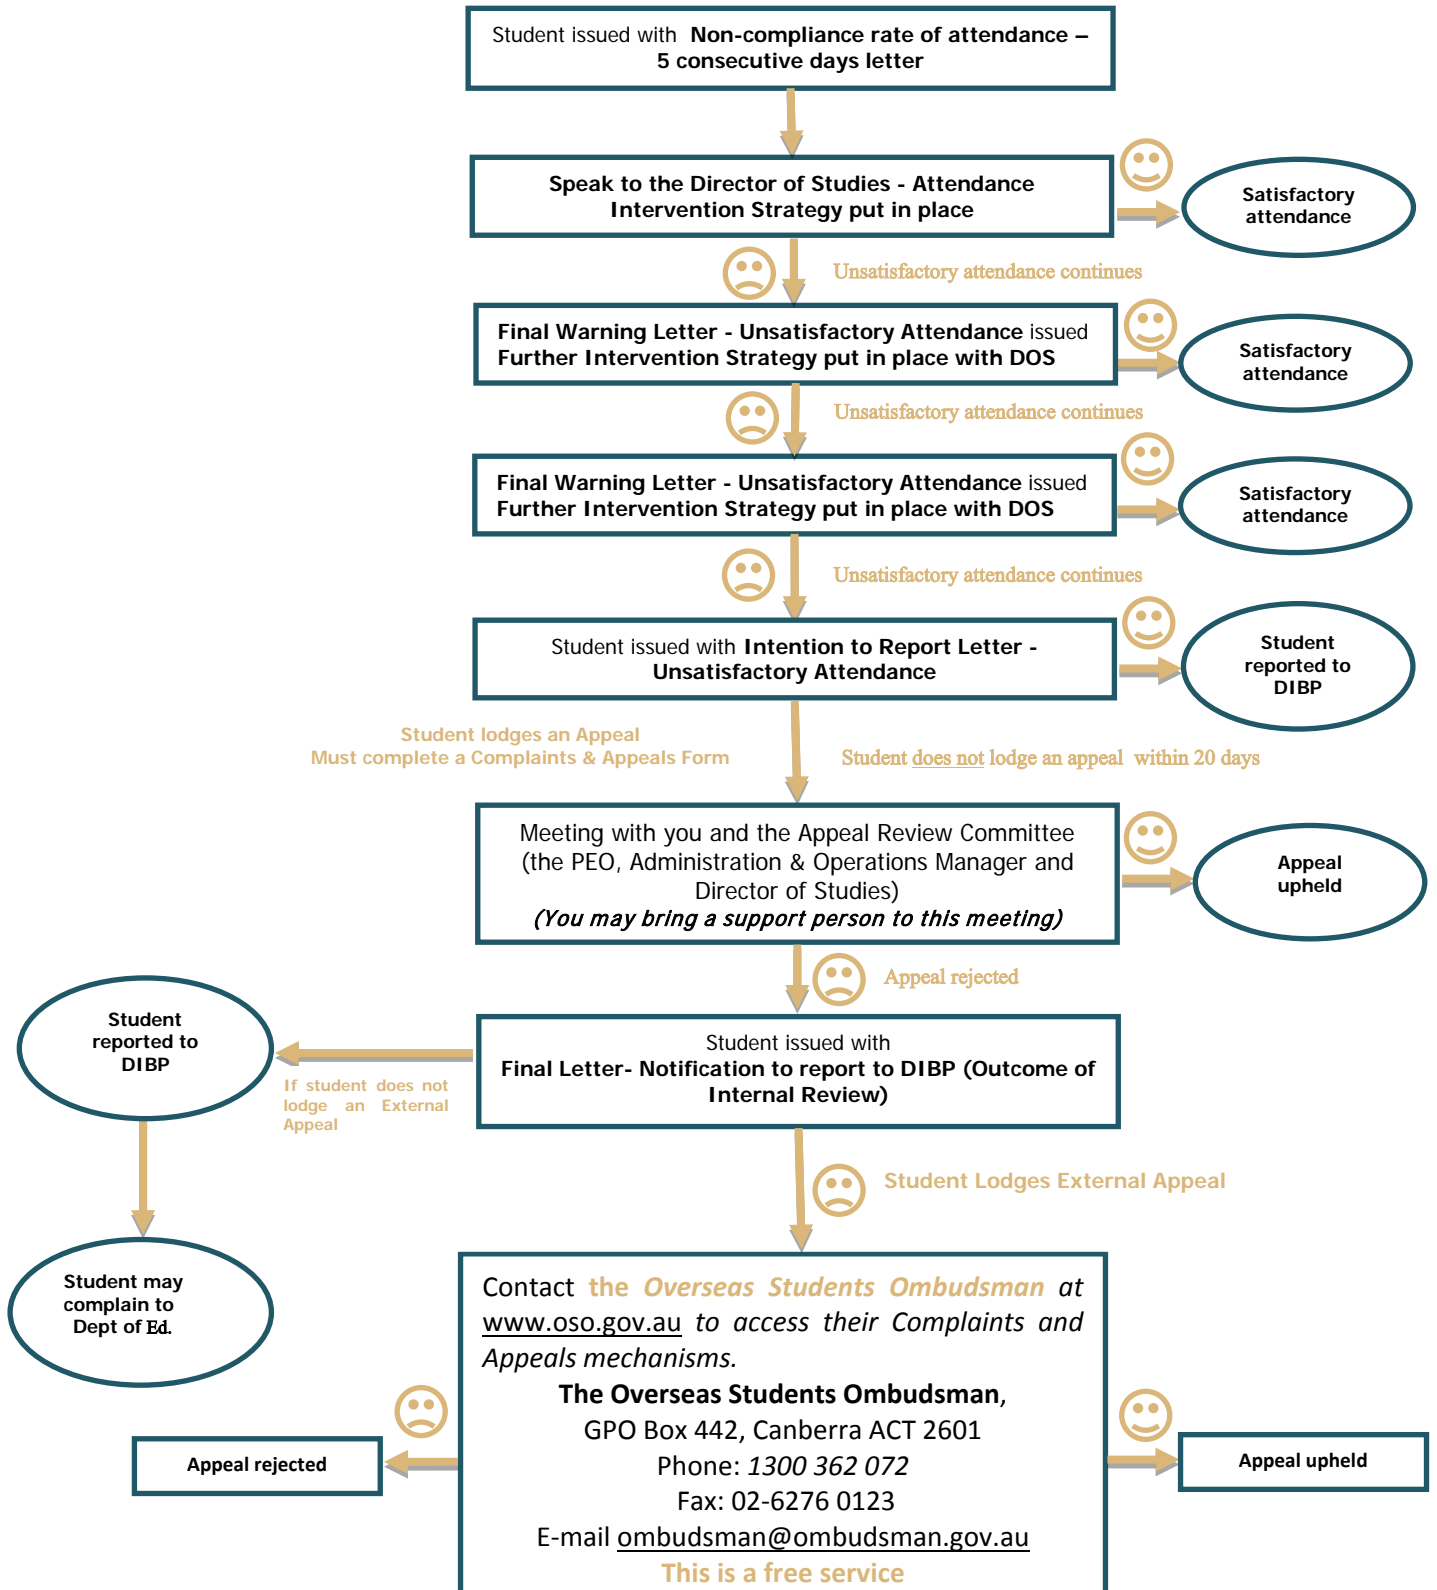 Student issued with Non-compliance rate of attendance –
5 consecutive days letter
Speak to the Director of Studies - Attendance
Intervention Strategy put in place
Satisfactory
attendance
Unsatisfactory attendance continues
Final Warning Letter - Unsatisfactory Attendance issued
Further Intervention Strategy put in place with DOS
Satisfactory
attendance
Unsatisfactory attendance continues
Final Warning Letter - Unsatisfactory Attendance issued
Further Intervention Strategy put in place with DOS
Satisfactory
attendance
Unsatisfactory attendance continues
Student issued with Intention to Report Letter -
Unsatisfactory Attendance
Student
reported to
DIBP
Student lodges an Appeal
Must complete a Complaints & Appeals Form
Student does not lodge an appeal within 20 days
Meeting with you and the Appeal Review Committee
(the PEO, Administration & Operations Manager and
Director of Studies)
(You may bring a support person to this meeting)
Appeal
upheld
Appeal rejected
Student
reported to
DIBP
If student does not
lodge an External
Appeal
Student issued with
Final Letter- Notification to report to DIBP (Outcome of
Internal Review)
Student Lodges External Appeal
Student may
complain to
Dept of Ed.
Contact the Overseas Students Ombudsman at
www.oso.gov.au to access their Complaints and
Appeals mechanisms.
The Overseas Students Ombudsman,
GPO Box 442, Canberra ACT 2601
Phone: 1300 362 072
Fax: 02-6276 0123
E-mail ombudsman@ombudsman.gov.au
This is a free service
Appeal rejected
Appeal upheld